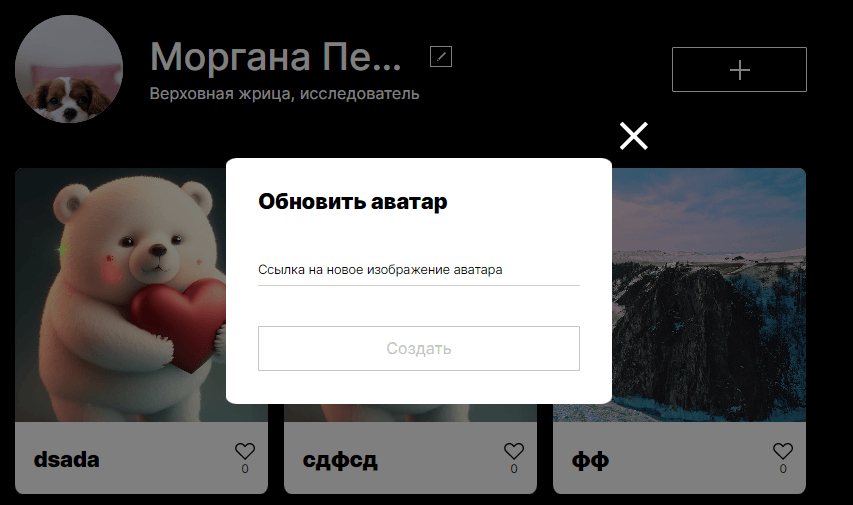 Моргана Пе...
Верховная жрица, исследователь
Обновить аватар
Ссылка на новое изображение аватара
Создать
dsada
0
сдфсд
0
фф
0